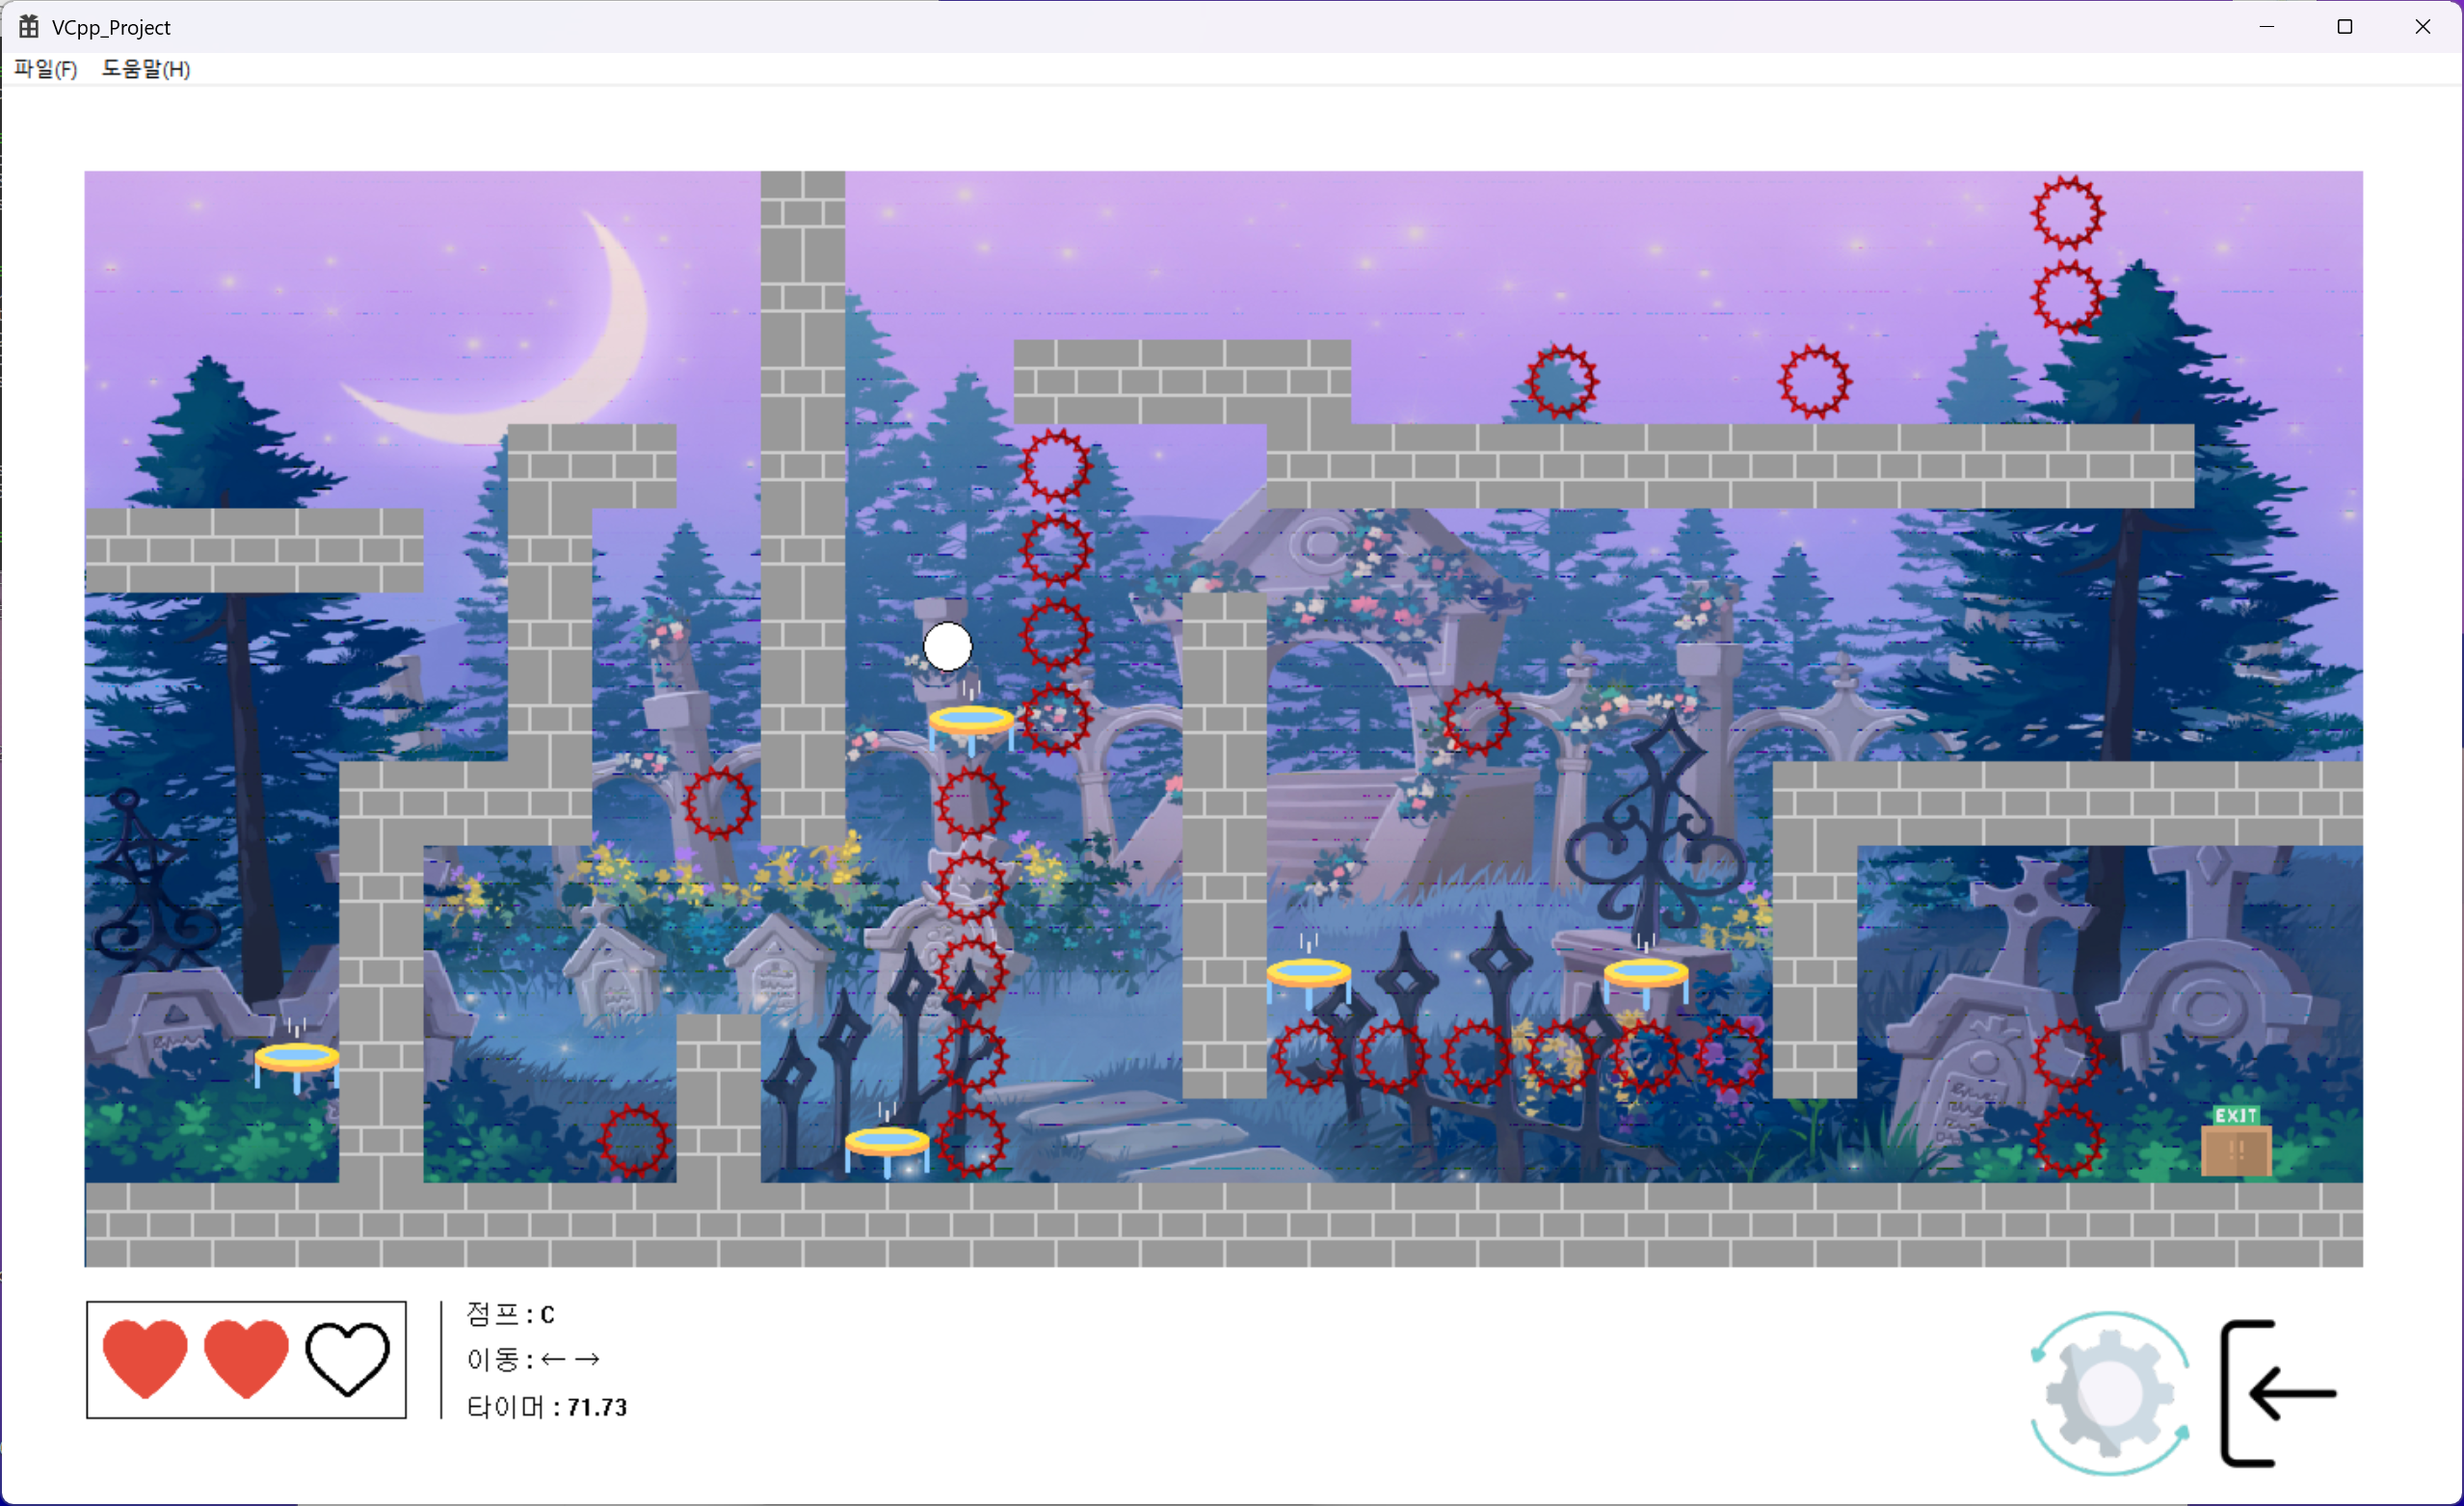 VCpp_Project
파일(F) 도움말(H)
EXIT
!!
점프 : C
이동 : ← →
타이머 : 71.73